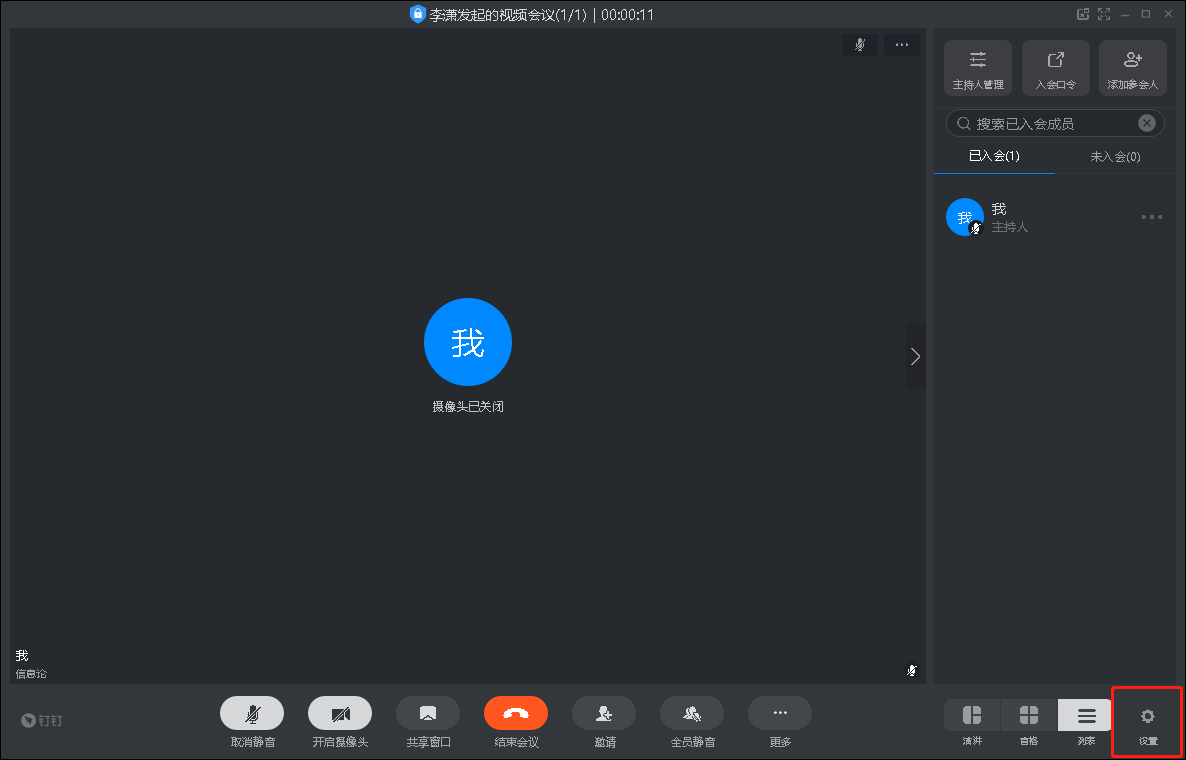 李潇发起的视频会议(1/1) | 00:00:11
主持人管理
入会口令
添加参会人
搜索已入会成员
已入会(1)
未入会(0)
我
我
主持人
我
摄像头已关闭
我
信息论
钉钉
取消静音
开启摄像头
共享窗口
结束会议
邀请
全员静音
更多
演讲
宫格
列表
设置